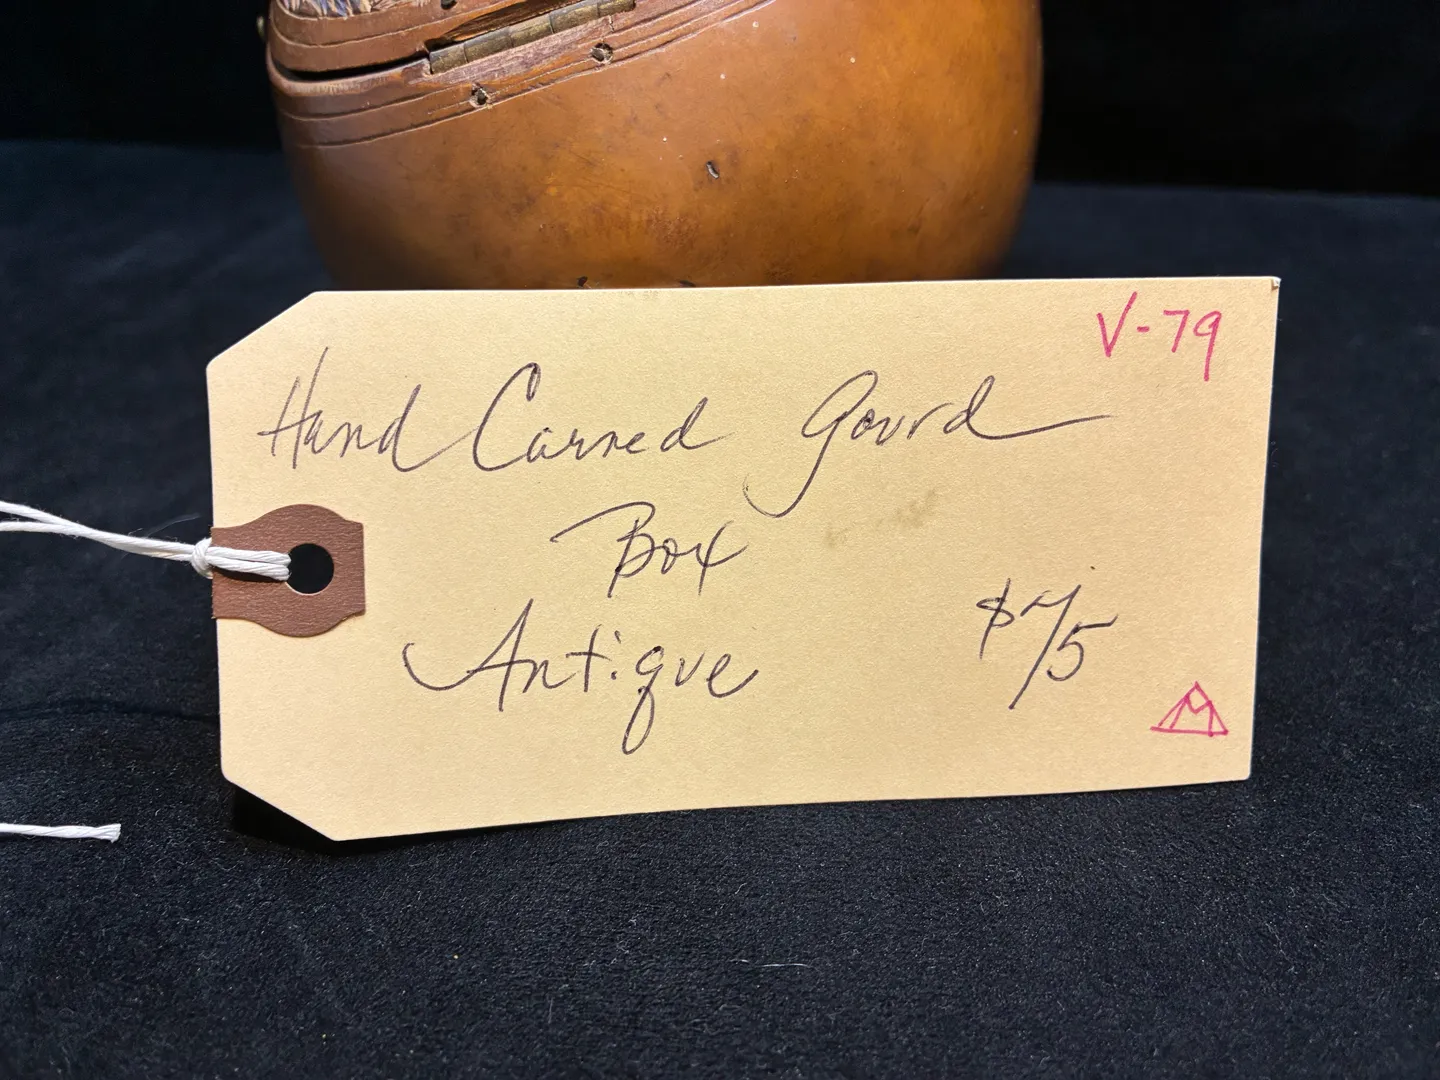 V-79
Hand Carved Gourd
Box
Antique
$75
M